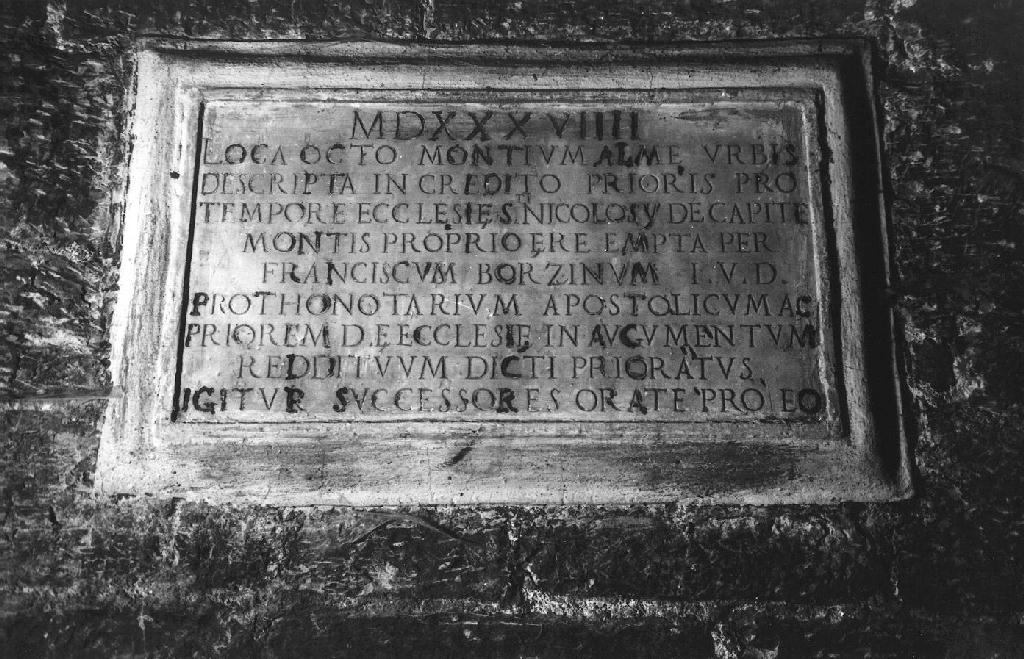 MDXXXXVIIII
LOCA OCTO MONTIVM ALME VRBIS
DESCRIPTA IN CREDITO PRIORIS PRO
TEMPORE ECCLESIE S. NICOLOSY DE CAPITE
MONTIS PROPRIO ERE EMPTA PER
FRANCISCVM BORZINVM I.V.D.
PROTHONOTARIVM APOSTOLICVM AC
PRIOREM D.E ECCLESIE IN AVGVMENTVM
REDDITVVM DICTI PRIORATVS
IGITVR SVCCESSORES ORATE PRO EO